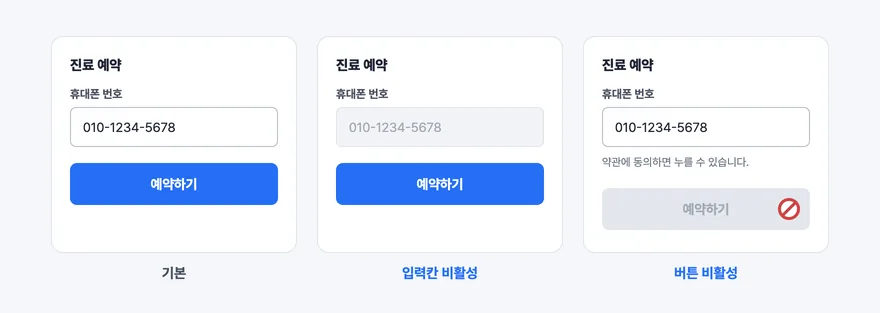 진료 예약
휴대폰 번호
010-1234-5678
예약하기
기본
진료 예약
휴대폰 번호
010-1234-5678
예약하기
입력칸 비활성
진료 예약
휴대폰 번호
010-1234-5678
약관에 동의하면 누를 수 있습니다.
예약하기
버튼 비활성